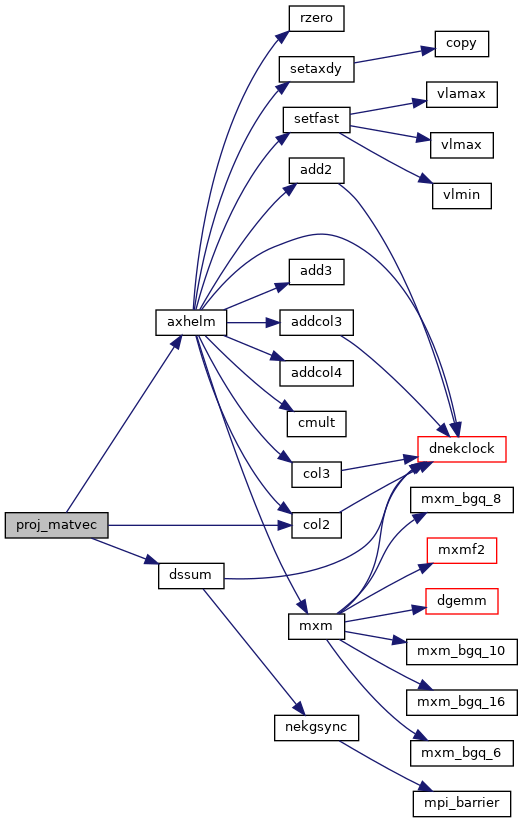 rzero
copy
setaxdy
vlamax
setfast
vlmax
add2
vlmin
add3
axhelm
addcol3
addcol4
cmult
dnekclock
col3
mxm_bgq_8
proj_matvec
col2
mxmf2
dssum
dgemm
mxm
mxm_bgq_10
mxm_bgq_16
nekgsync
mxm_bgq_6
mpi_barrier